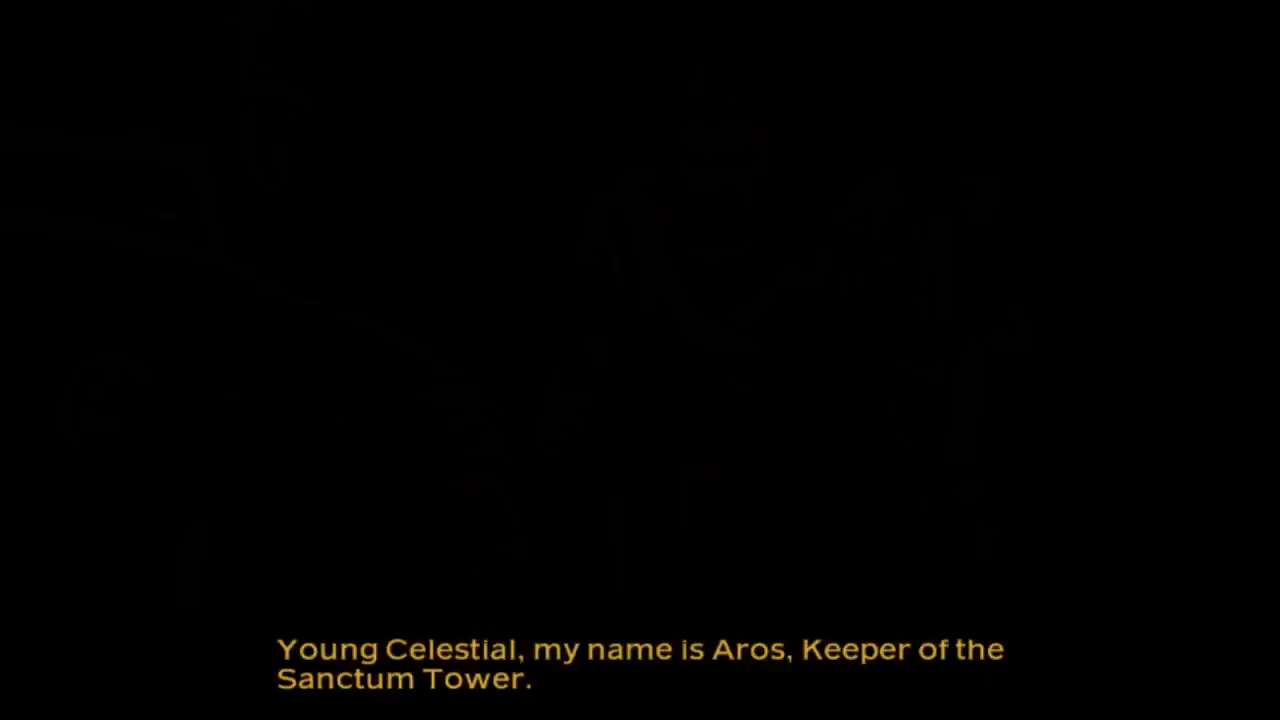 Young Celestial, my name is Aros, Keeper of the
Sanctum Tower.